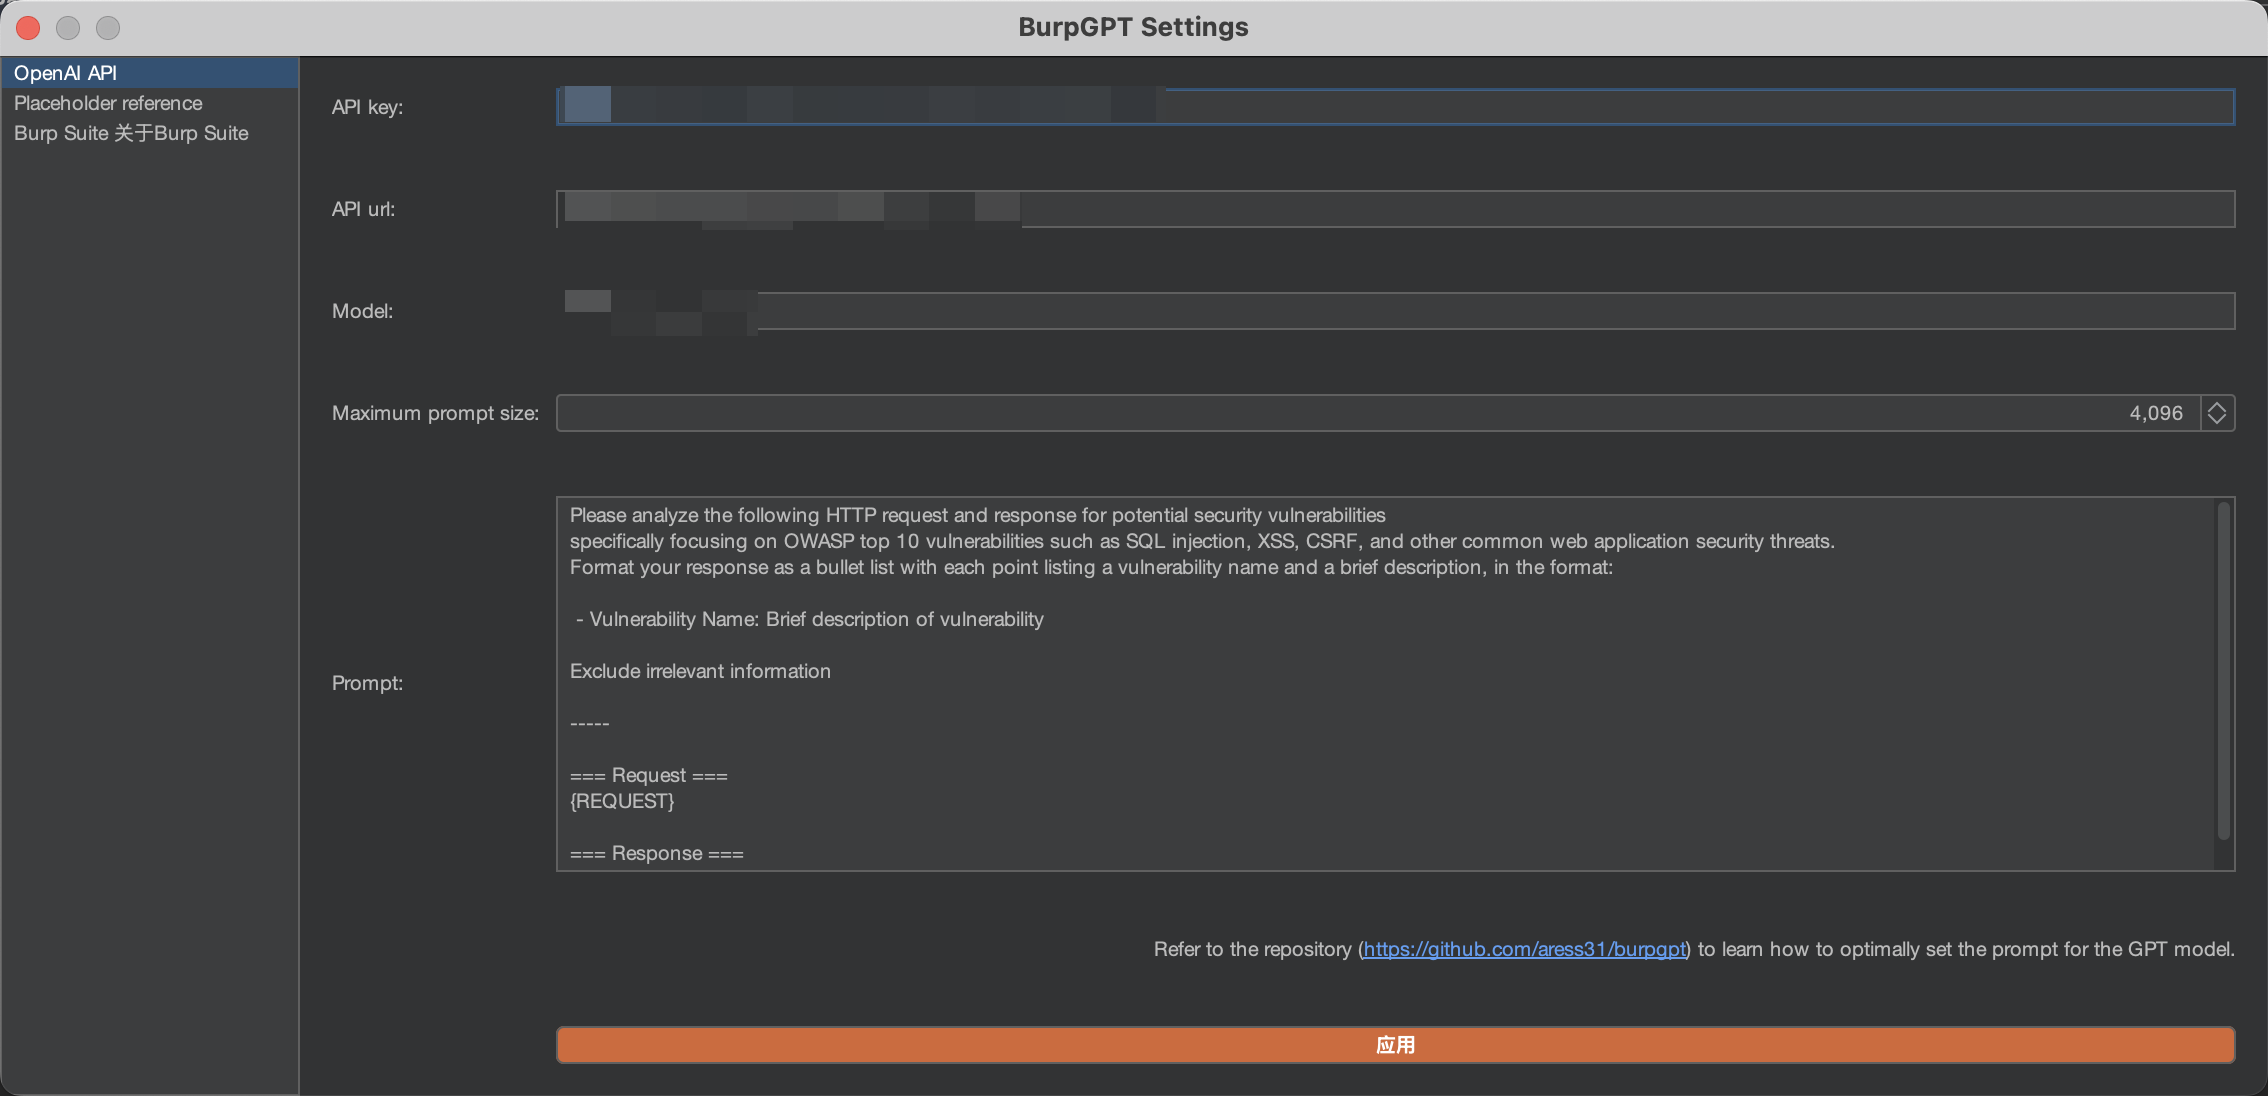 BurpGPT Settings
OpenAI API
Placeholder reference
Burp Suite 关于Burp Suite
API key:
API url:
Model:
Maximum prompt size:
4,096
Prompt:
Please analyze the following HTTP request and response for potential security vulnerabilities
specifically focusing on OWASP top 10 vulnerabilities such as SQL injection, XSS, CSRF, and other common web application security threats.
Format your response as a bullet list with each point listing a vulnerability name and a brief description, in the format:
- Vulnerability Name: Brief description of vulnerability
Exclude irrelevant information
-----
=== Request ===
{REQUEST}
=== Response ===
Refer to the repository (https://github.com/aress31/burpgpt) to learn how to optimally set the prompt for the GPT model.
应用